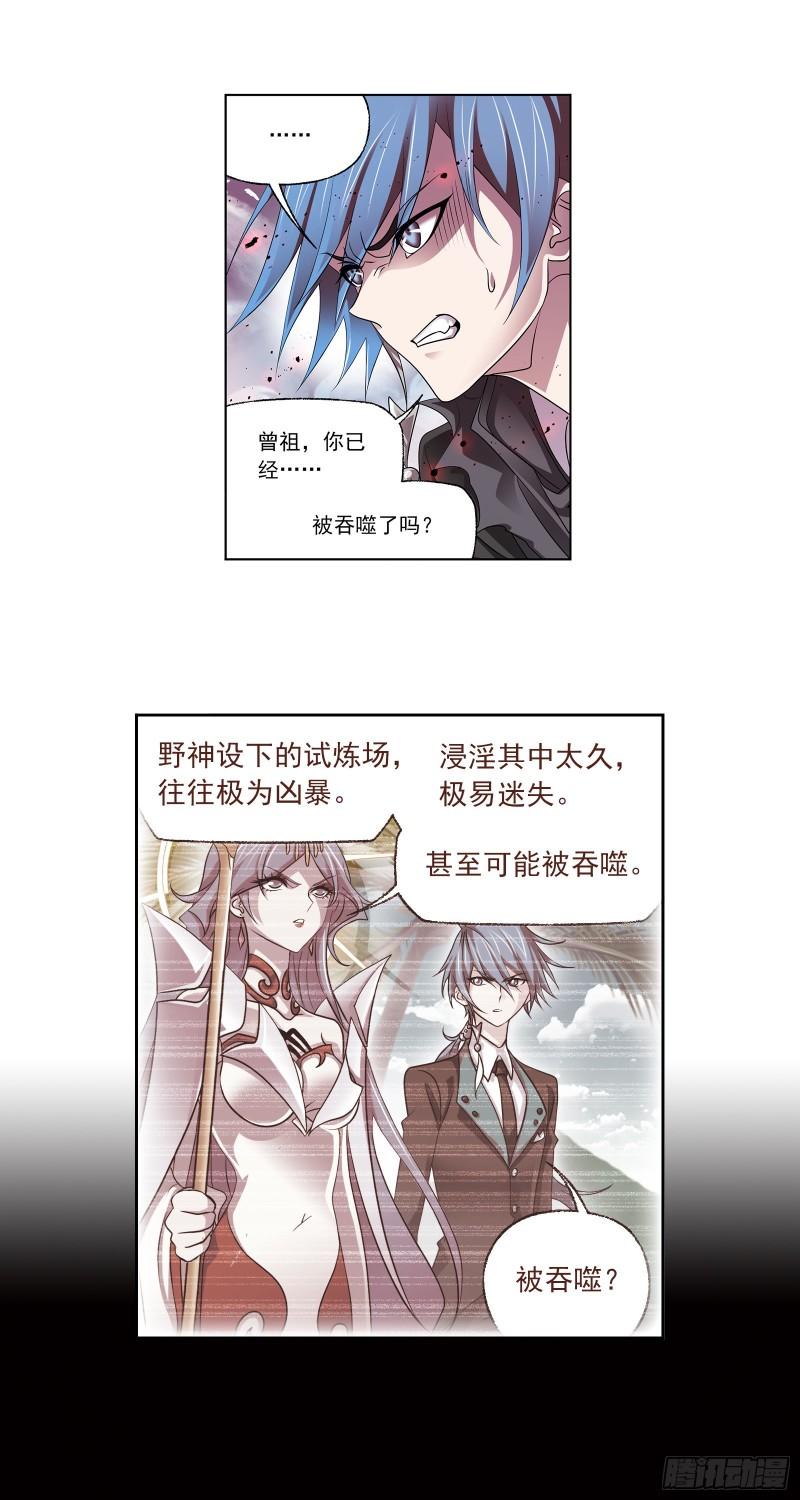 ……
曾祖，你已
经……
被吞噬了吗？
野神设下的试炼场，
往往极为凶暴。
浸淫其中太久，
极易迷失。
甚至可能被吞噬。
被吞噬？
腾讯动漫